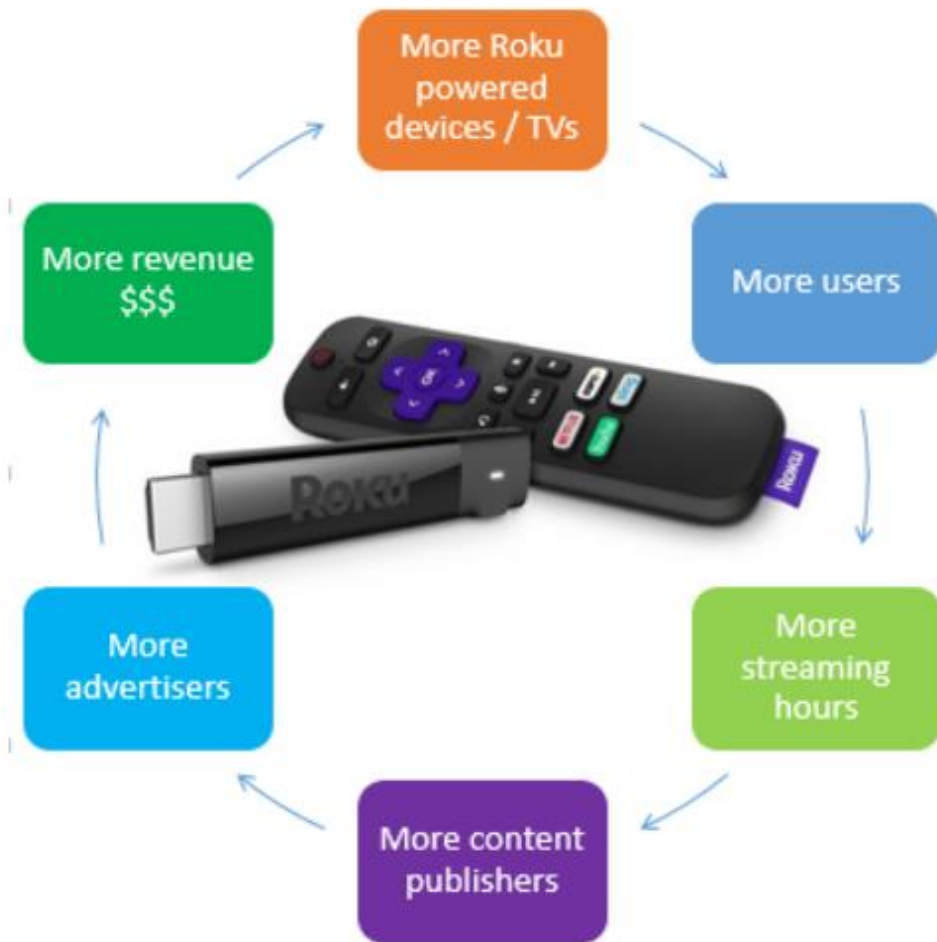 More Roku
powered
devices / TVs
More users
More
streaming
hours
More content
publishers
More
advertisers
More revenue
$$$
OK
Roku
Roku